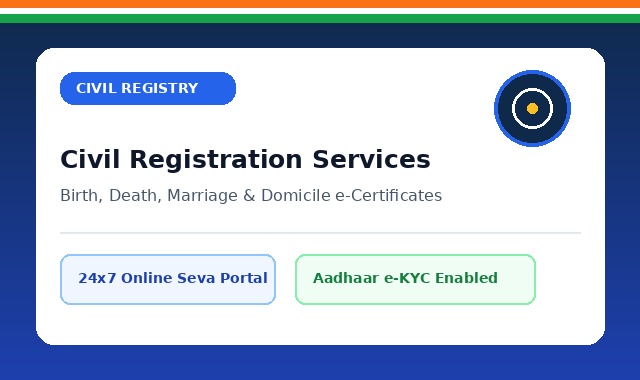 CIVIL REGISTRY
Civil Registration Services
Birth, Death, Marriage & Domicile e-Certificates
24x7 Online Seva Portal
Aadhaar e-KYC Enabled